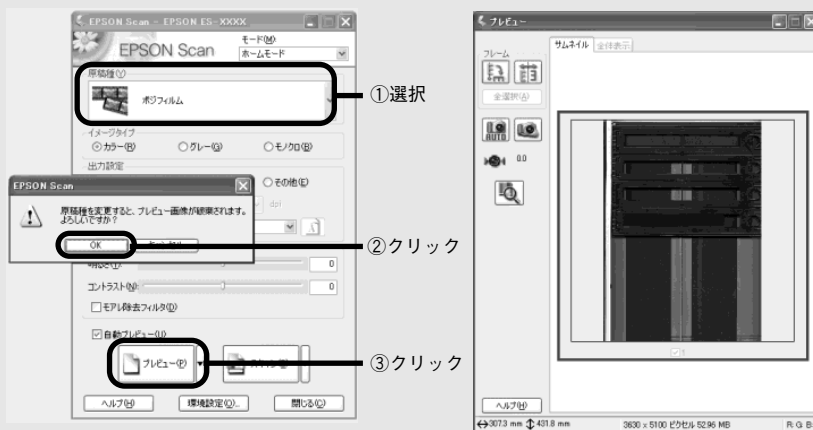 EPSON Scan - EPSON ES-XXXX
EPSON Scan
モード(M):
ホームモード
原稿種(Y)
ポジフィルム
①選択
イメージタイプ
カラー(R)
グレー(G)
モノクロ(B)
出力設定
その他(E)
dpi
EPSON Scan
原稿種を変更すると、プレビュー画像が破棄されます。
よろしいですか?
OK
②クリック
0
コントラスト(N):
0
モアレ除去フィルタ(D)
自動プレビュー(U)
プレビュー(P)
③クリック
ヘルプ(H)
環境設定(O)...
閉じる(C)
プレビュー
フレーム
サムネイル
全体表示
全選択(A)
AUTO
0.0
1
ヘルプ(H)
307.3 mm
431.8 mm
3630 x 5100 ピクセル 52.96 MB
R: G: B: